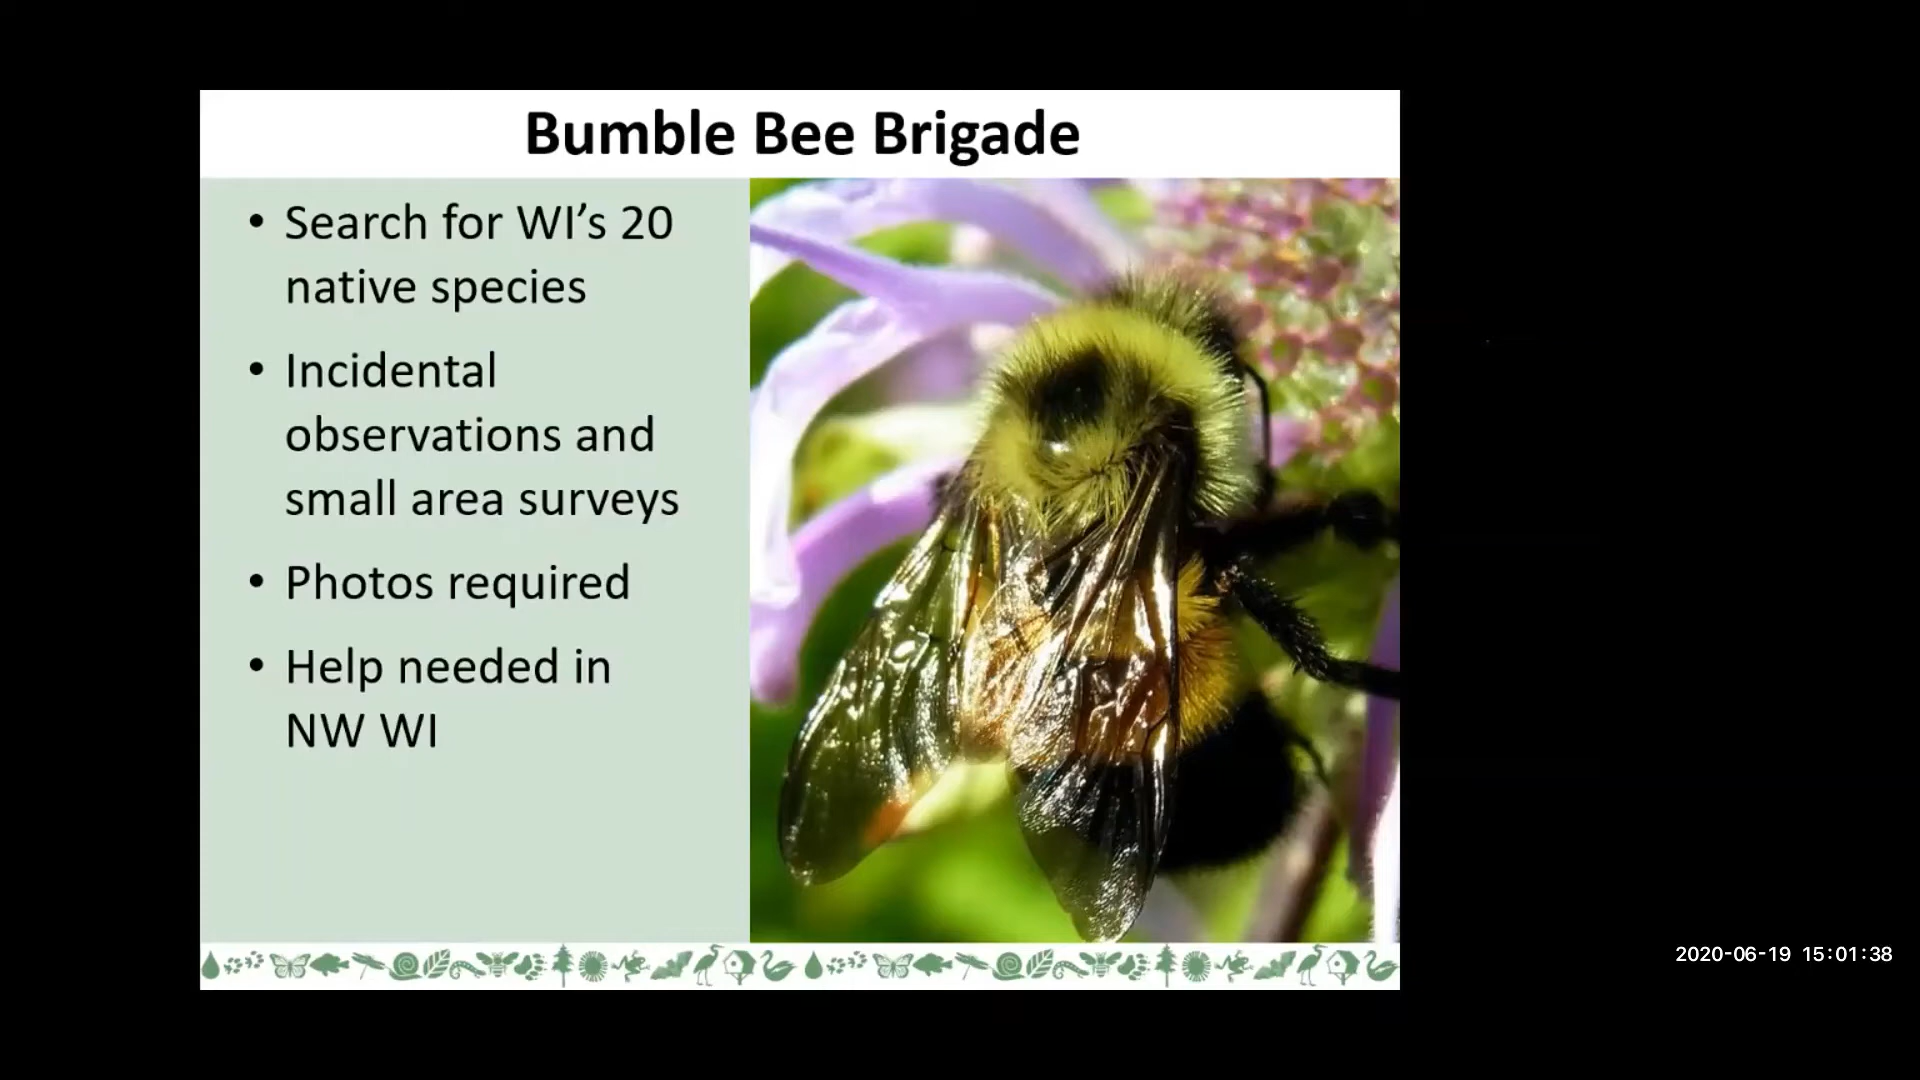 Bumble Bee Brigade
• Search for WI’s 20
native species
• Incidental
observations and
small area surveys
• Photos required
• Help needed in
NW WI
2020-06-19 15:01:38